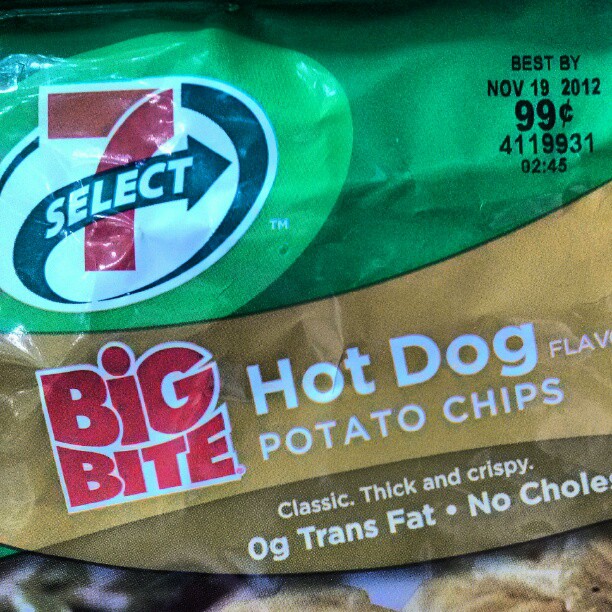 BEST BY
NOV 19 2012
99¢
4119931
02:45
7
SELECT
TM
BiG
BITE
Hot Dog
POTATO CHIPS
Classic. Thick and crispy.
0g Trans Fat • No